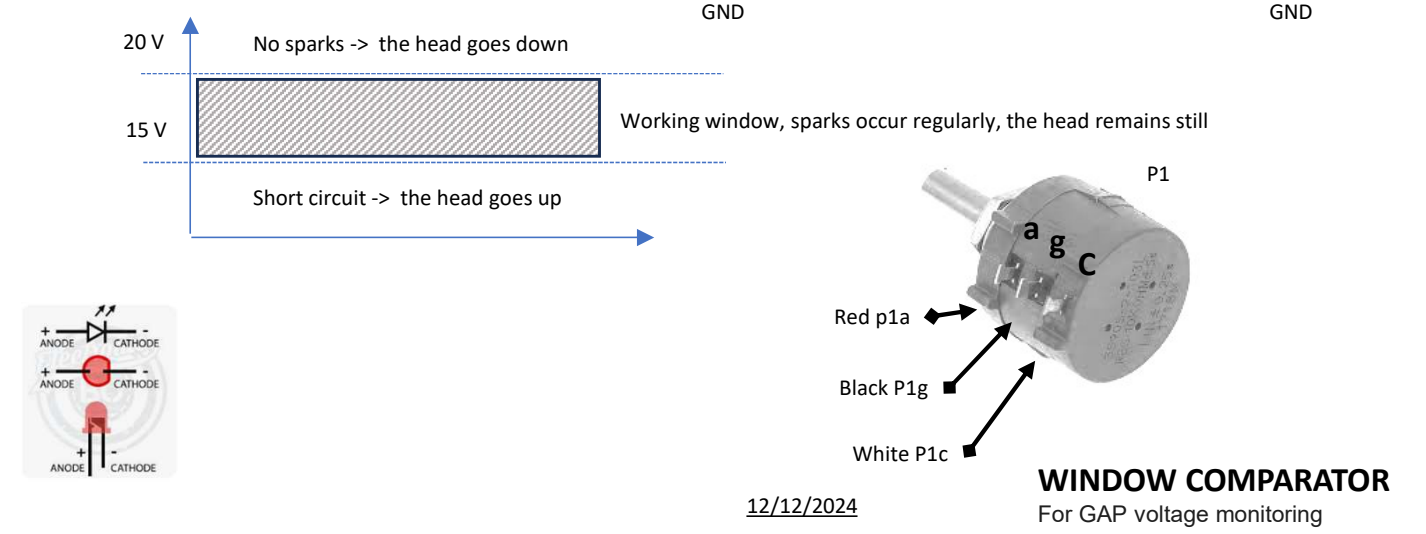 GND
GND
20 V
No sparks -> the head goes down
15 V
Working window, sparks occur regularly, the head remains still
Short circuit -> the head goes up
P1
a
g
C
Red p1a
Black P1g
White P1c
+ -
ANODE CATHODE
+ -
ANODE CATHODE
+ -
ANODE CATHODE
12/12/2024
WINDOW COMPARATOR
For GAP voltage monitoring